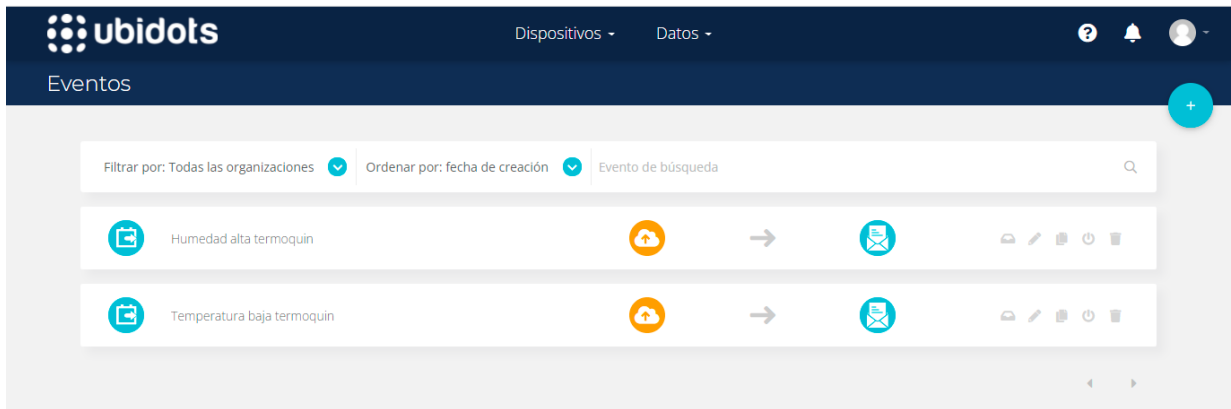 ubidots
Dispositivos
Datos
Eventos
Filtrar por: Todas las organizaciones
Ordenar por: fecha de creación
Evento de búsqueda
Humedad alta termoquin
Temperatura baja termoquin